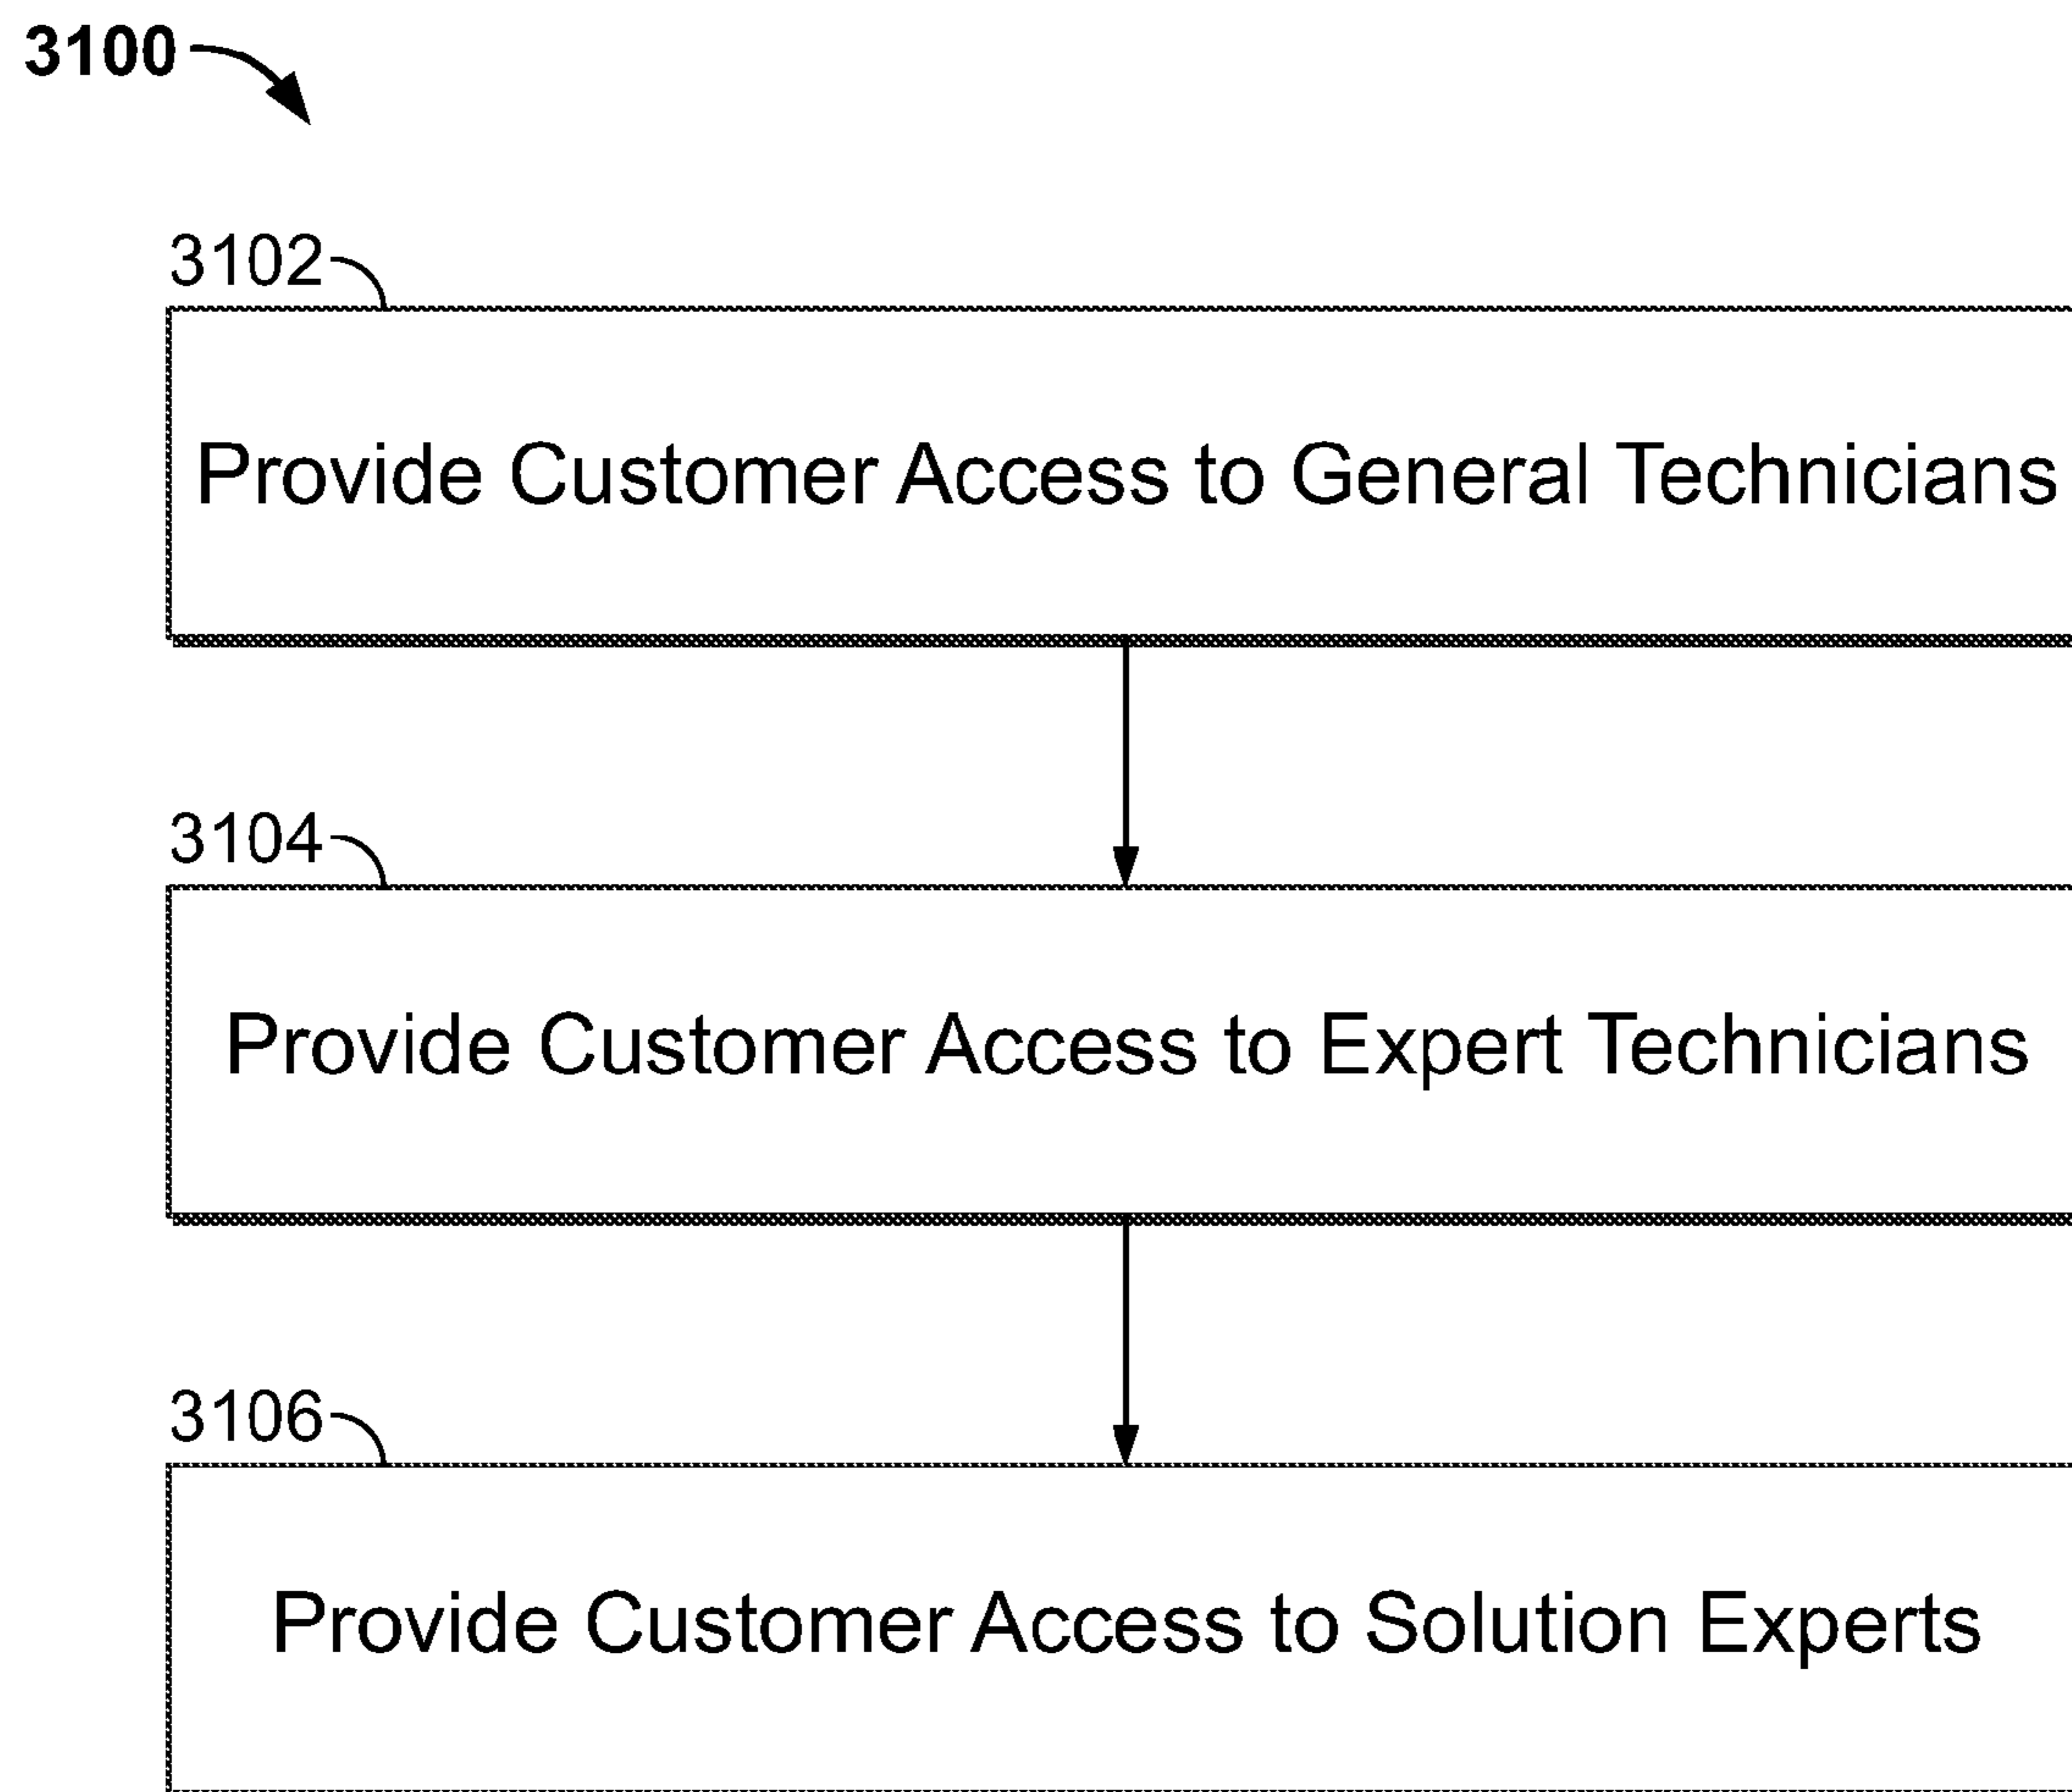 3100
3102
Provide Customer Access to General Technicians
3104
Provide Customer Access to Expert Technicians
3106
Provide Customer Access to Solution Experts